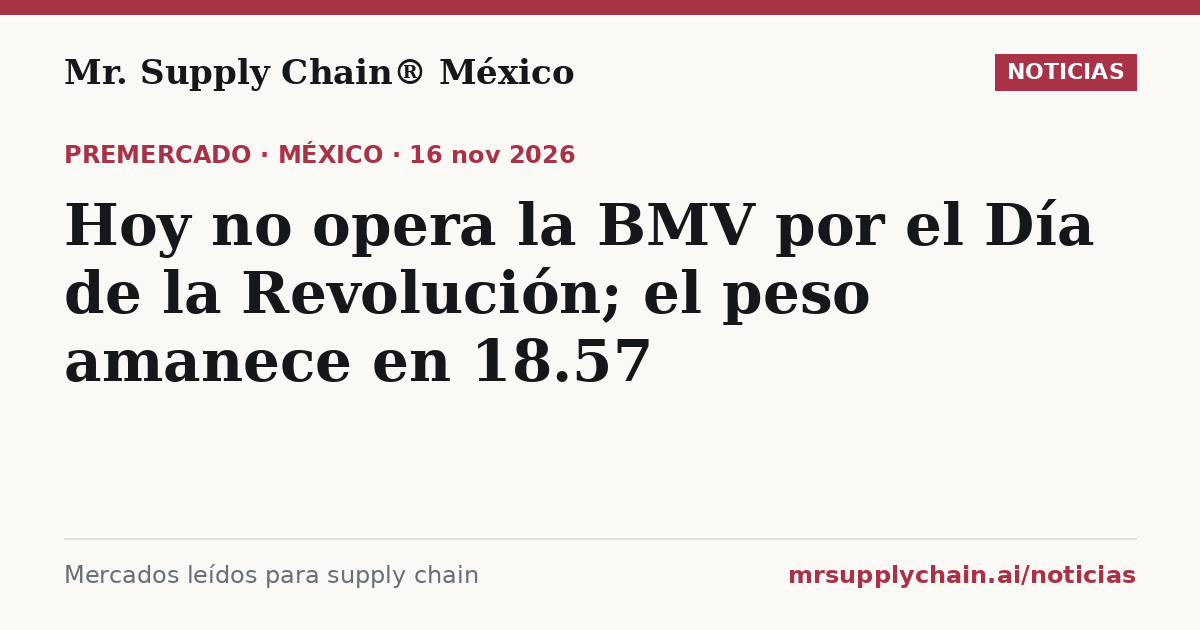 Mr. Supply Chain® México
NOTICIAS
PREMERCADO · MÉXICO · 16 nov 2026
Hoy no opera la BMV por el Día
de la Revolución; el peso
amanece en 18.57
Mercados leídos para supply chain
mrsupplychain.ai/noticias